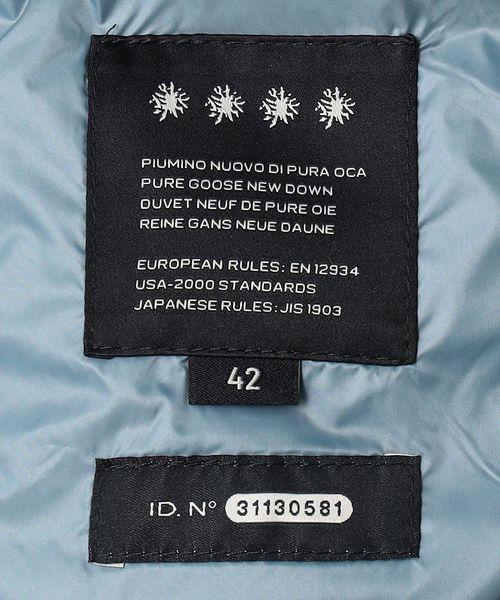 PIUMINO NUOVO DI PURA OCA
PURE GOOSE NEW DOWN
DUVET NEUF DE PURE OIE
REINE GANS NEUE DAUNE
EUROPEAN RULES: EN 12934
USA-2000 STANDARDS
JAPANESE RULES: JIS 1903
42
ID. N° 31130581